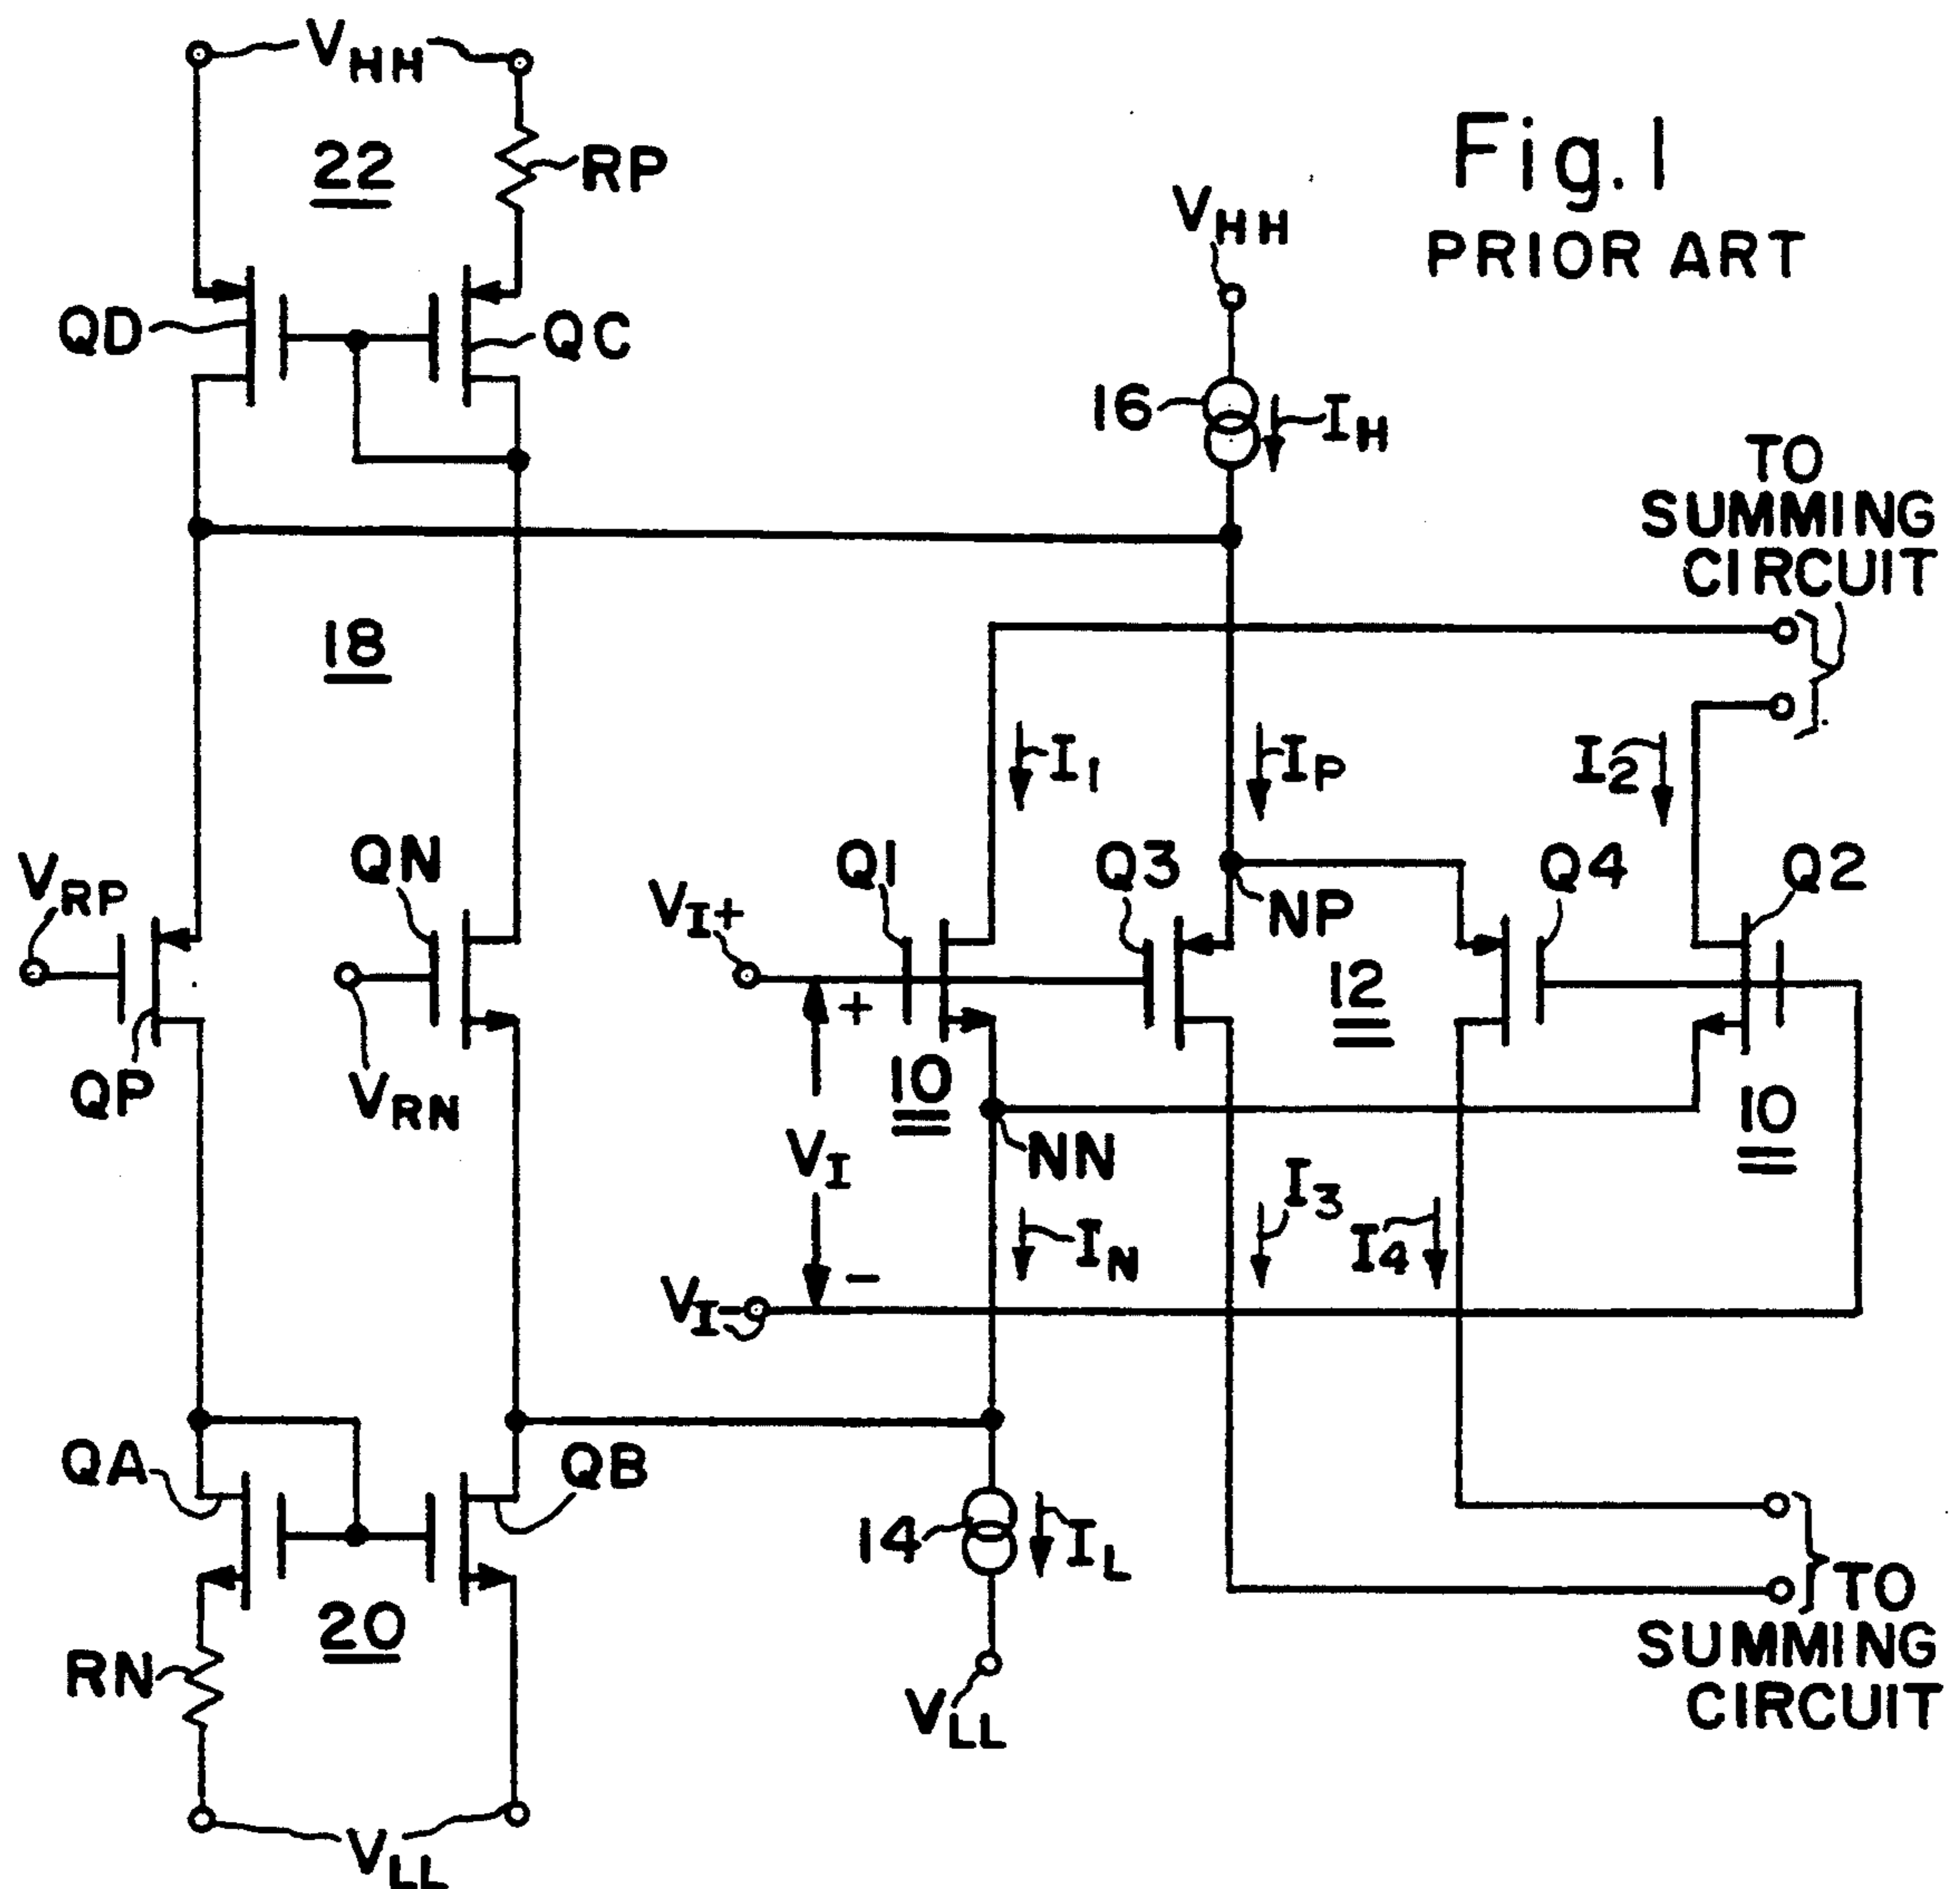 VHH
22
RP
Fig. 1
PRIOR ART
VHH
QD
QC
16
IH
TO
SUMMING
CIRCUIT
18
I1
IP
I2
VRP
QN
VI+
Q1
Q3
NP
Q4
Q2
+
12
QP
VRN
10
10
VI
NN
I3
IN
I4
VI-
−
QA
QB
14
IL
20
RN
TO
SUMMING
CIRCUIT
VLL
VLL